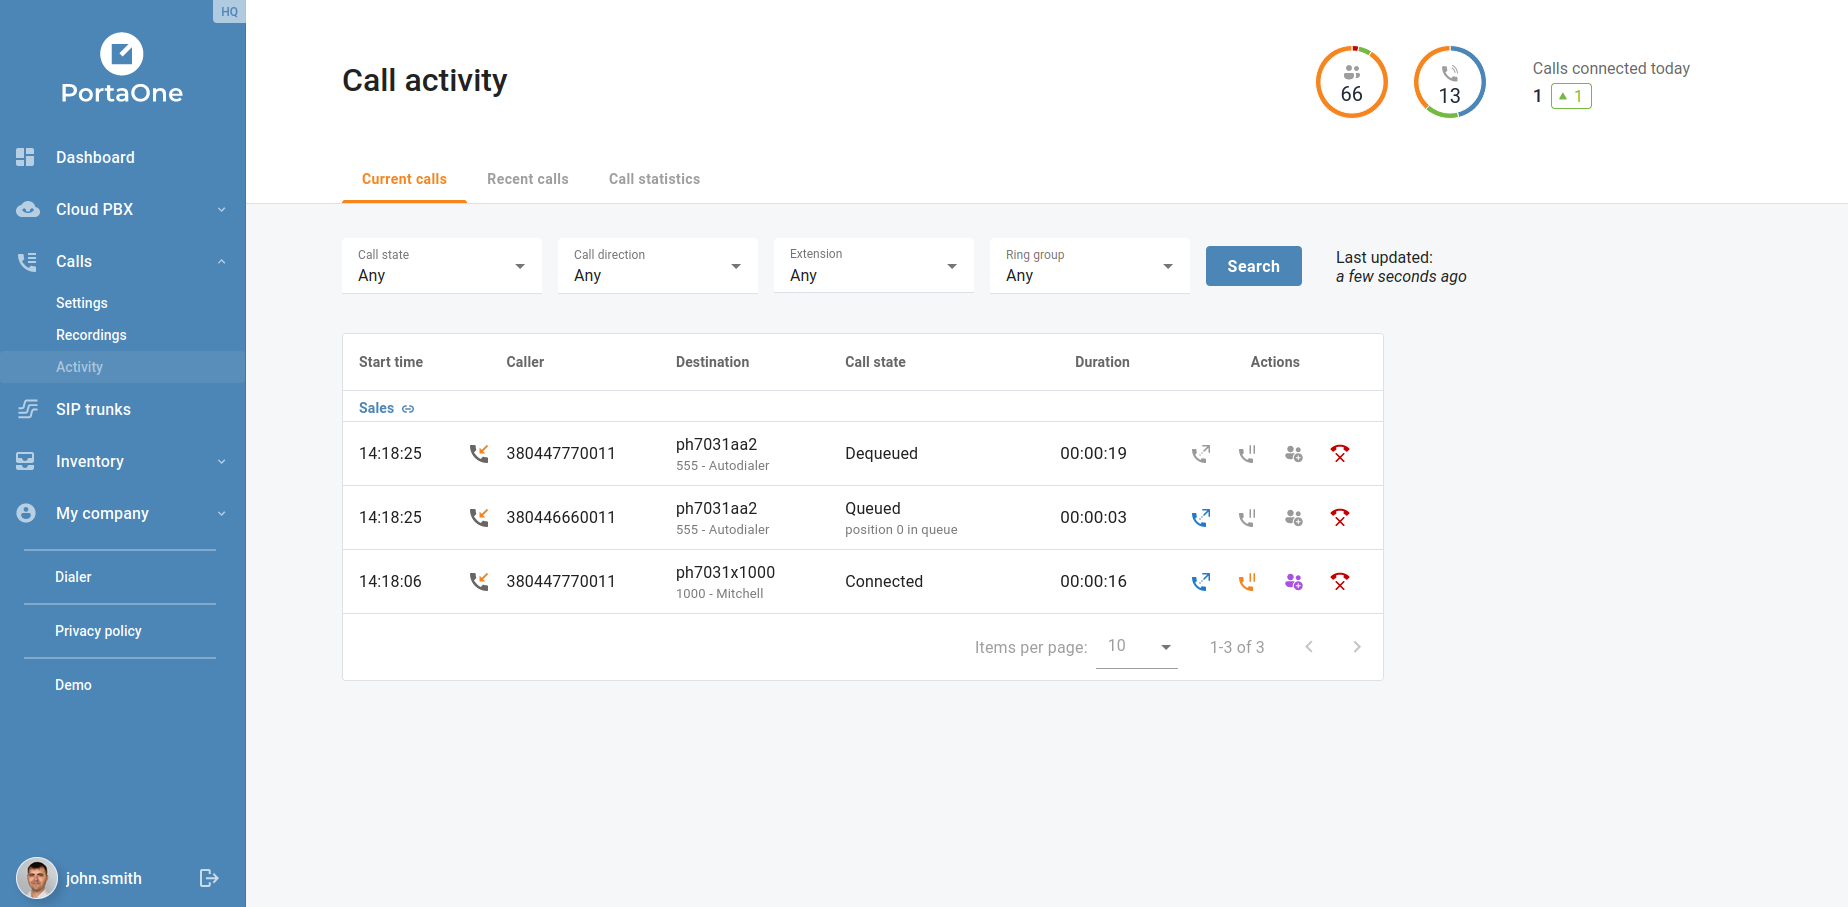 HQ
PortaOne
Dashboard
Cloud PBX
Calls
Settings
Recordings
Activity
SIP trunks
Inventory
My company
Dialer
Privacy policy
Demo
john.smith
Call activity
66
13
Calls connected today
1 ▲ 1
Current calls Recent calls Call statistics
Call state
Any
Call direction
Any
Extension
Any
Ring group
Any
Search
Last updated:
a few seconds ago
Start time Caller Destination Call state Duration Actions
Sales
14:18:25 380447770011 ph7031aa2 Dequeued 00:00:19
555 - Autodialer
14:18:25 380446660011 ph7031aa2 Queued 00:00:03
555 - Autodialer position 0 in queue
14:18:06 380447770011 ph7031x1000 Connected 00:00:16
1000 - Mitchell
Items per page: 10 1-3 of 3